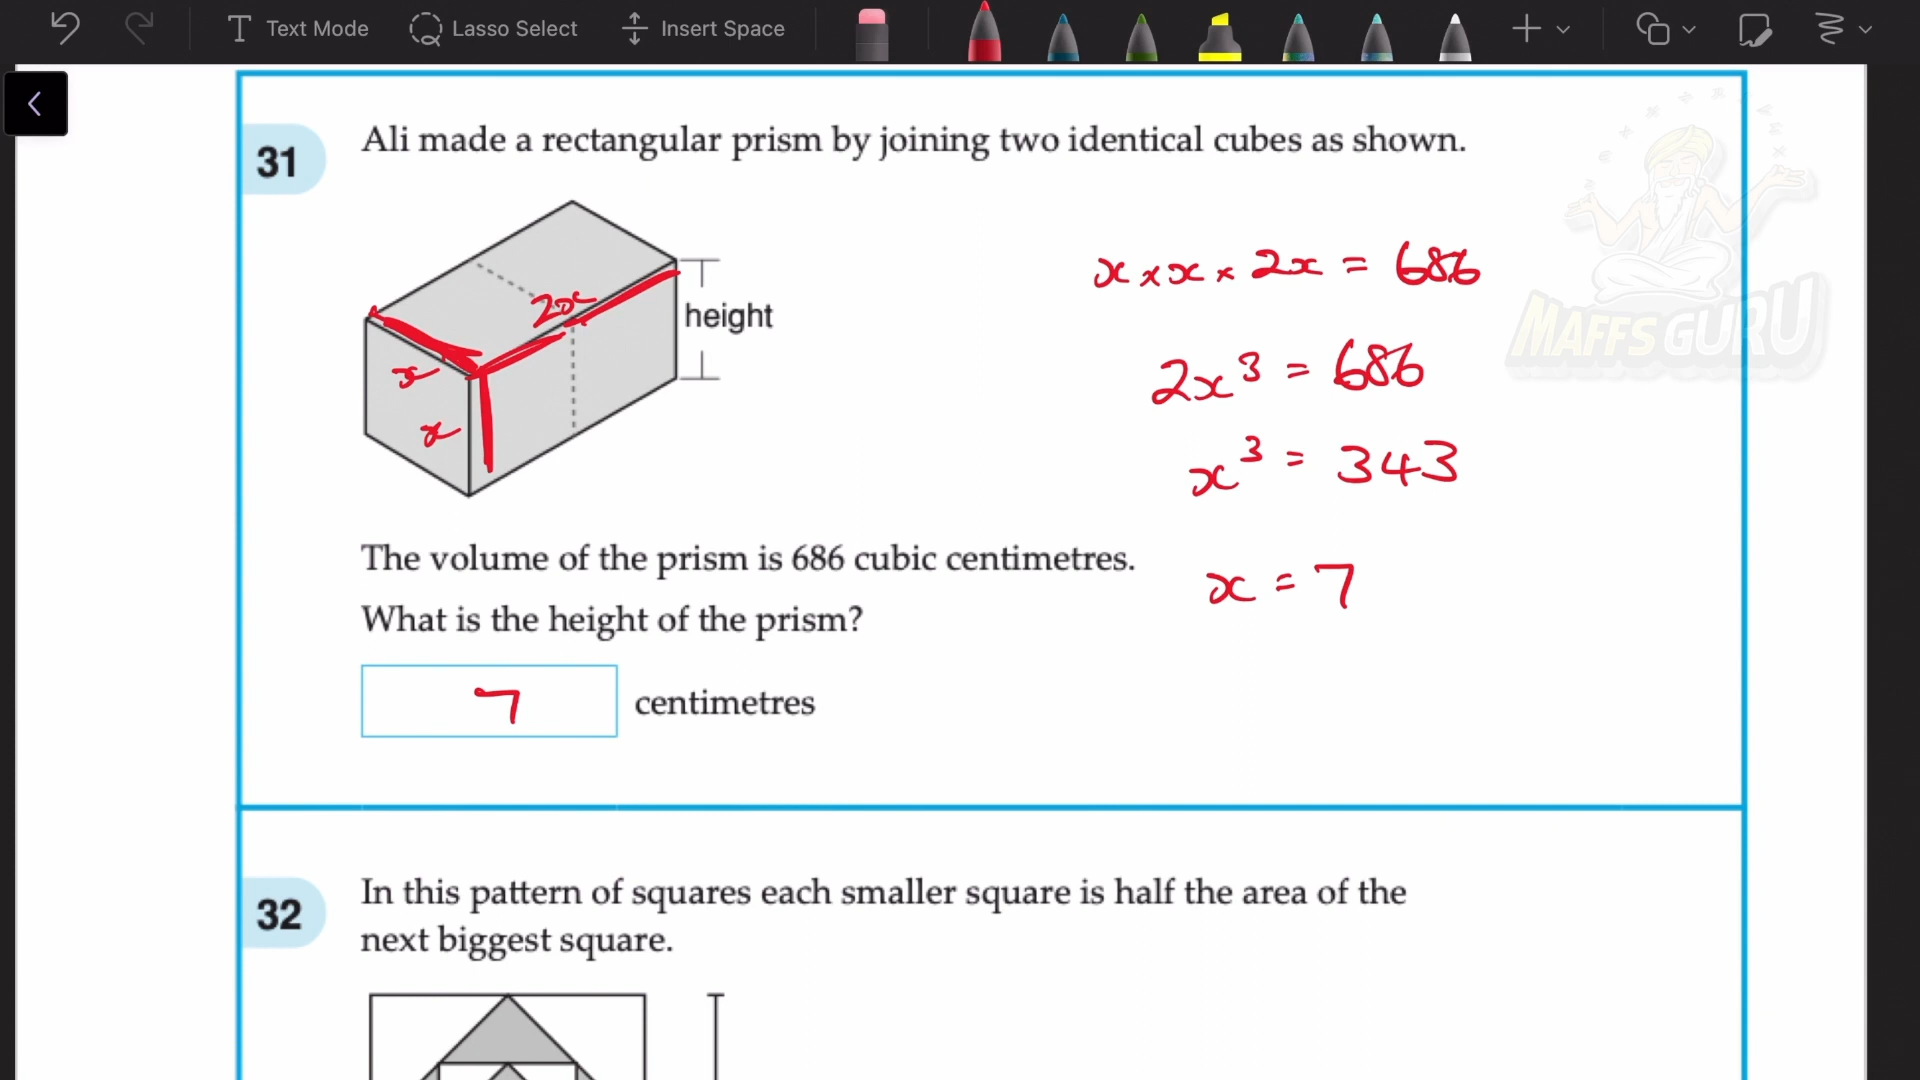 Text Mode Lasso Select Insert Space
31
Ali made a rectangular prism by joining two identical cubes as shown.
height
2x
x
x
x × x × 2x = 686
2x³ = 686
x³ = 343
x = 7
MAFFS GURU
The volume of the prism is 686 cubic centimetres.
What is the height of the prism?
7 centimetres
32
In this pattern of squares each smaller square is half the area of the
next biggest square.